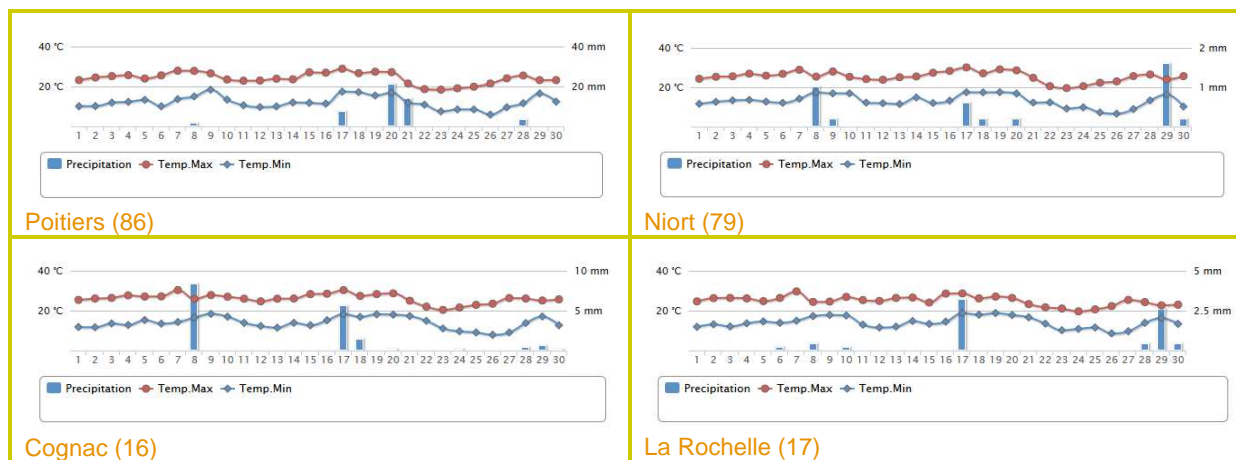 40 °C 40 mm
20 °C 20 mm
1 2 3 4 5 6 7 8 9 10 11 12 13 14 15 16 17 18 19 20 21 22 23 24 25 26 27 28 29 30
Precipitation Temp.Max Temp.Min
Poitiers (86)
40 °C 2 mm
20 °C 1 mm
1 2 3 4 5 6 7 8 9 10 11 12 13 14 15 16 17 18 19 20 21 22 23 24 25 26 27 28 29 30
Precipitation Temp.Max Temp.Min
Niort (79)
40 °C 10 mm
20 °C 5 mm
1 2 3 4 5 6 7 8 9 10 11 12 13 14 15 16 17 18 19 20 21 22 23 24 25 26 27 28 29 30
Precipitation Temp.Max Temp.Min
Cognac (16)
40 °C 5 mm
20 °C 2.5 mm
1 2 3 4 5 6 7 8 9 10 11 12 13 14 15 16 17 18 19 20 21 22 23 24 25 26 27 28 29 30
Precipitation Temp.Max Temp.Min
La Rochelle (17)